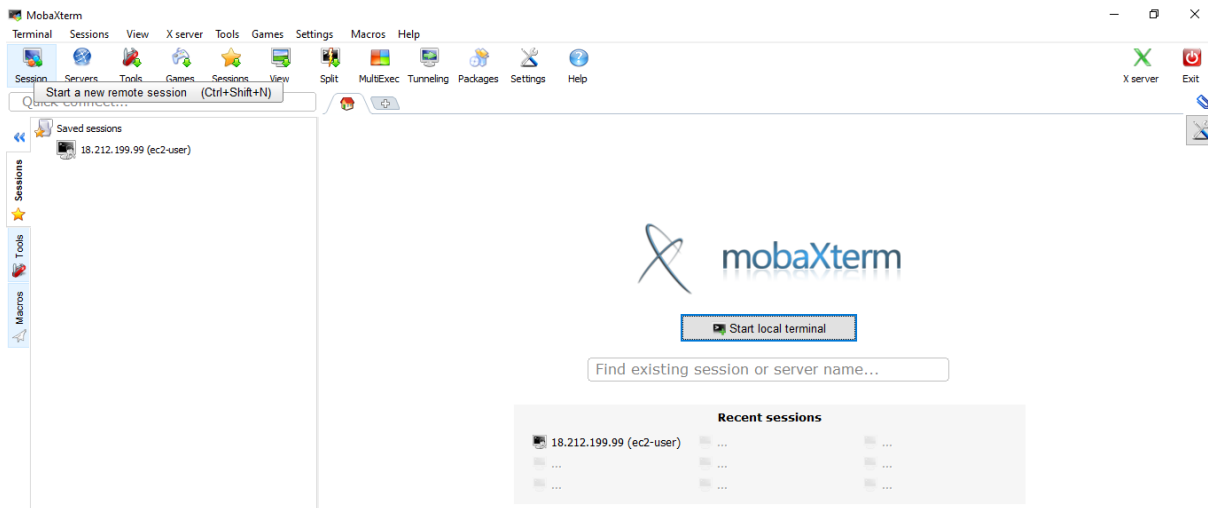 MobaXterm
Terminal Sessions View X server Tools Games Settings Macros Help
Session Servers Tools Games Sessions View Split MultiExec Tunneling Packages Settings Help X server Exit
Start a new remote session (Ctrl+Shift+N)
Quick connect...
Saved sessions
18.212.199.99 (ec2-user)
Sessions
Tools
Macros
mobaXterm
Start local terminal
Find existing session or server name...
Recent sessions
18.212.199.99 (ec2-user) ... ...
... ... ...
... ... ...